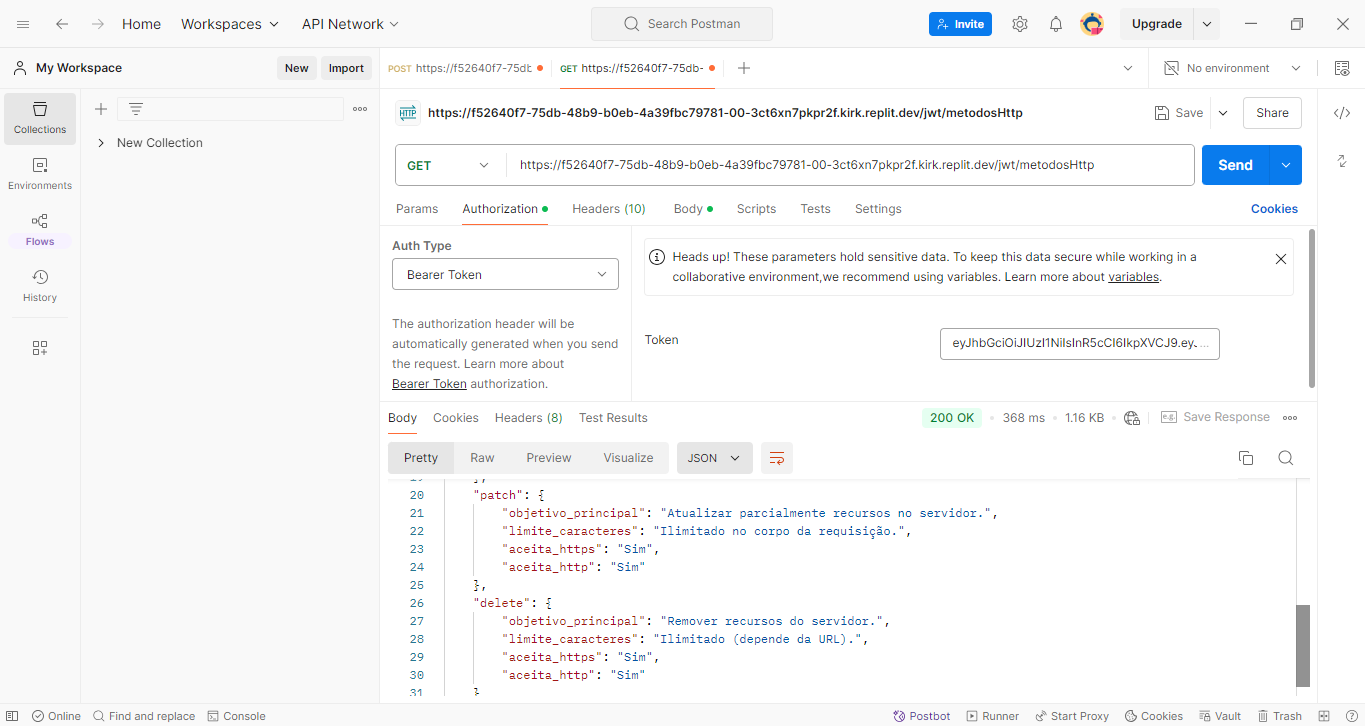 Home Workspaces API Network Search Postman Invite Upgrade
My Workspace New Import POST https://f52640f7-75db GET https://f52640f7-75db- No environment
Collections
New Collection
Environments
Flows
History
HTTP https://f52640f7-75db-48b9-b0eb-4a39fbc79781-00-3ct6xn7pkpr2f.kirk.replit.dev/jwt/metodosHttp Save Share
GET https://f52640f7-75db-48b9-b0eb-4a39fbc79781-00-3ct6xn7pkpr2f.kirk.replit.dev/jwt/metodosHttp Send
Params Authorization Headers (10) Body Scripts Tests Settings Cookies
Auth Type
Bearer Token
The authorization header will be
automatically generated when you send
the request. Learn more about
Bearer Token authorization.
Heads up! These parameters hold sensitive data. To keep this data secure while working in a
collaborative environment,we recommend using variables. Learn more about variables.
Token eyJhbGciOiJIUzI1NiIsInR5cCI6IkpXVCJ9.ey. ...
Body Cookies Headers (8) Test Results 200 OK 368 ms 1.16 KB e.g. Save Response
Pretty Raw Preview Visualize JSON
19 },
20 "patch": {
21 "objetivo_principal": "Atualizar parcialmente recursos no servidor.",
22 "limite_caracteres": "Ilimitado no corpo da requisição.",
23 "aceita_https": "Sim",
24 "aceita_http": "Sim"
25 },
26 "delete": {
27 "objetivo_principal": "Remover recursos do servidor.",
28 "limite_caracteres": "Ilimitado (depende da URL).",
29 "aceita_https": "Sim",
30 "aceita_http": "Sim"
31 }
Online Find and replace Console Postbot Runner Start Proxy Cookies Vault Trash